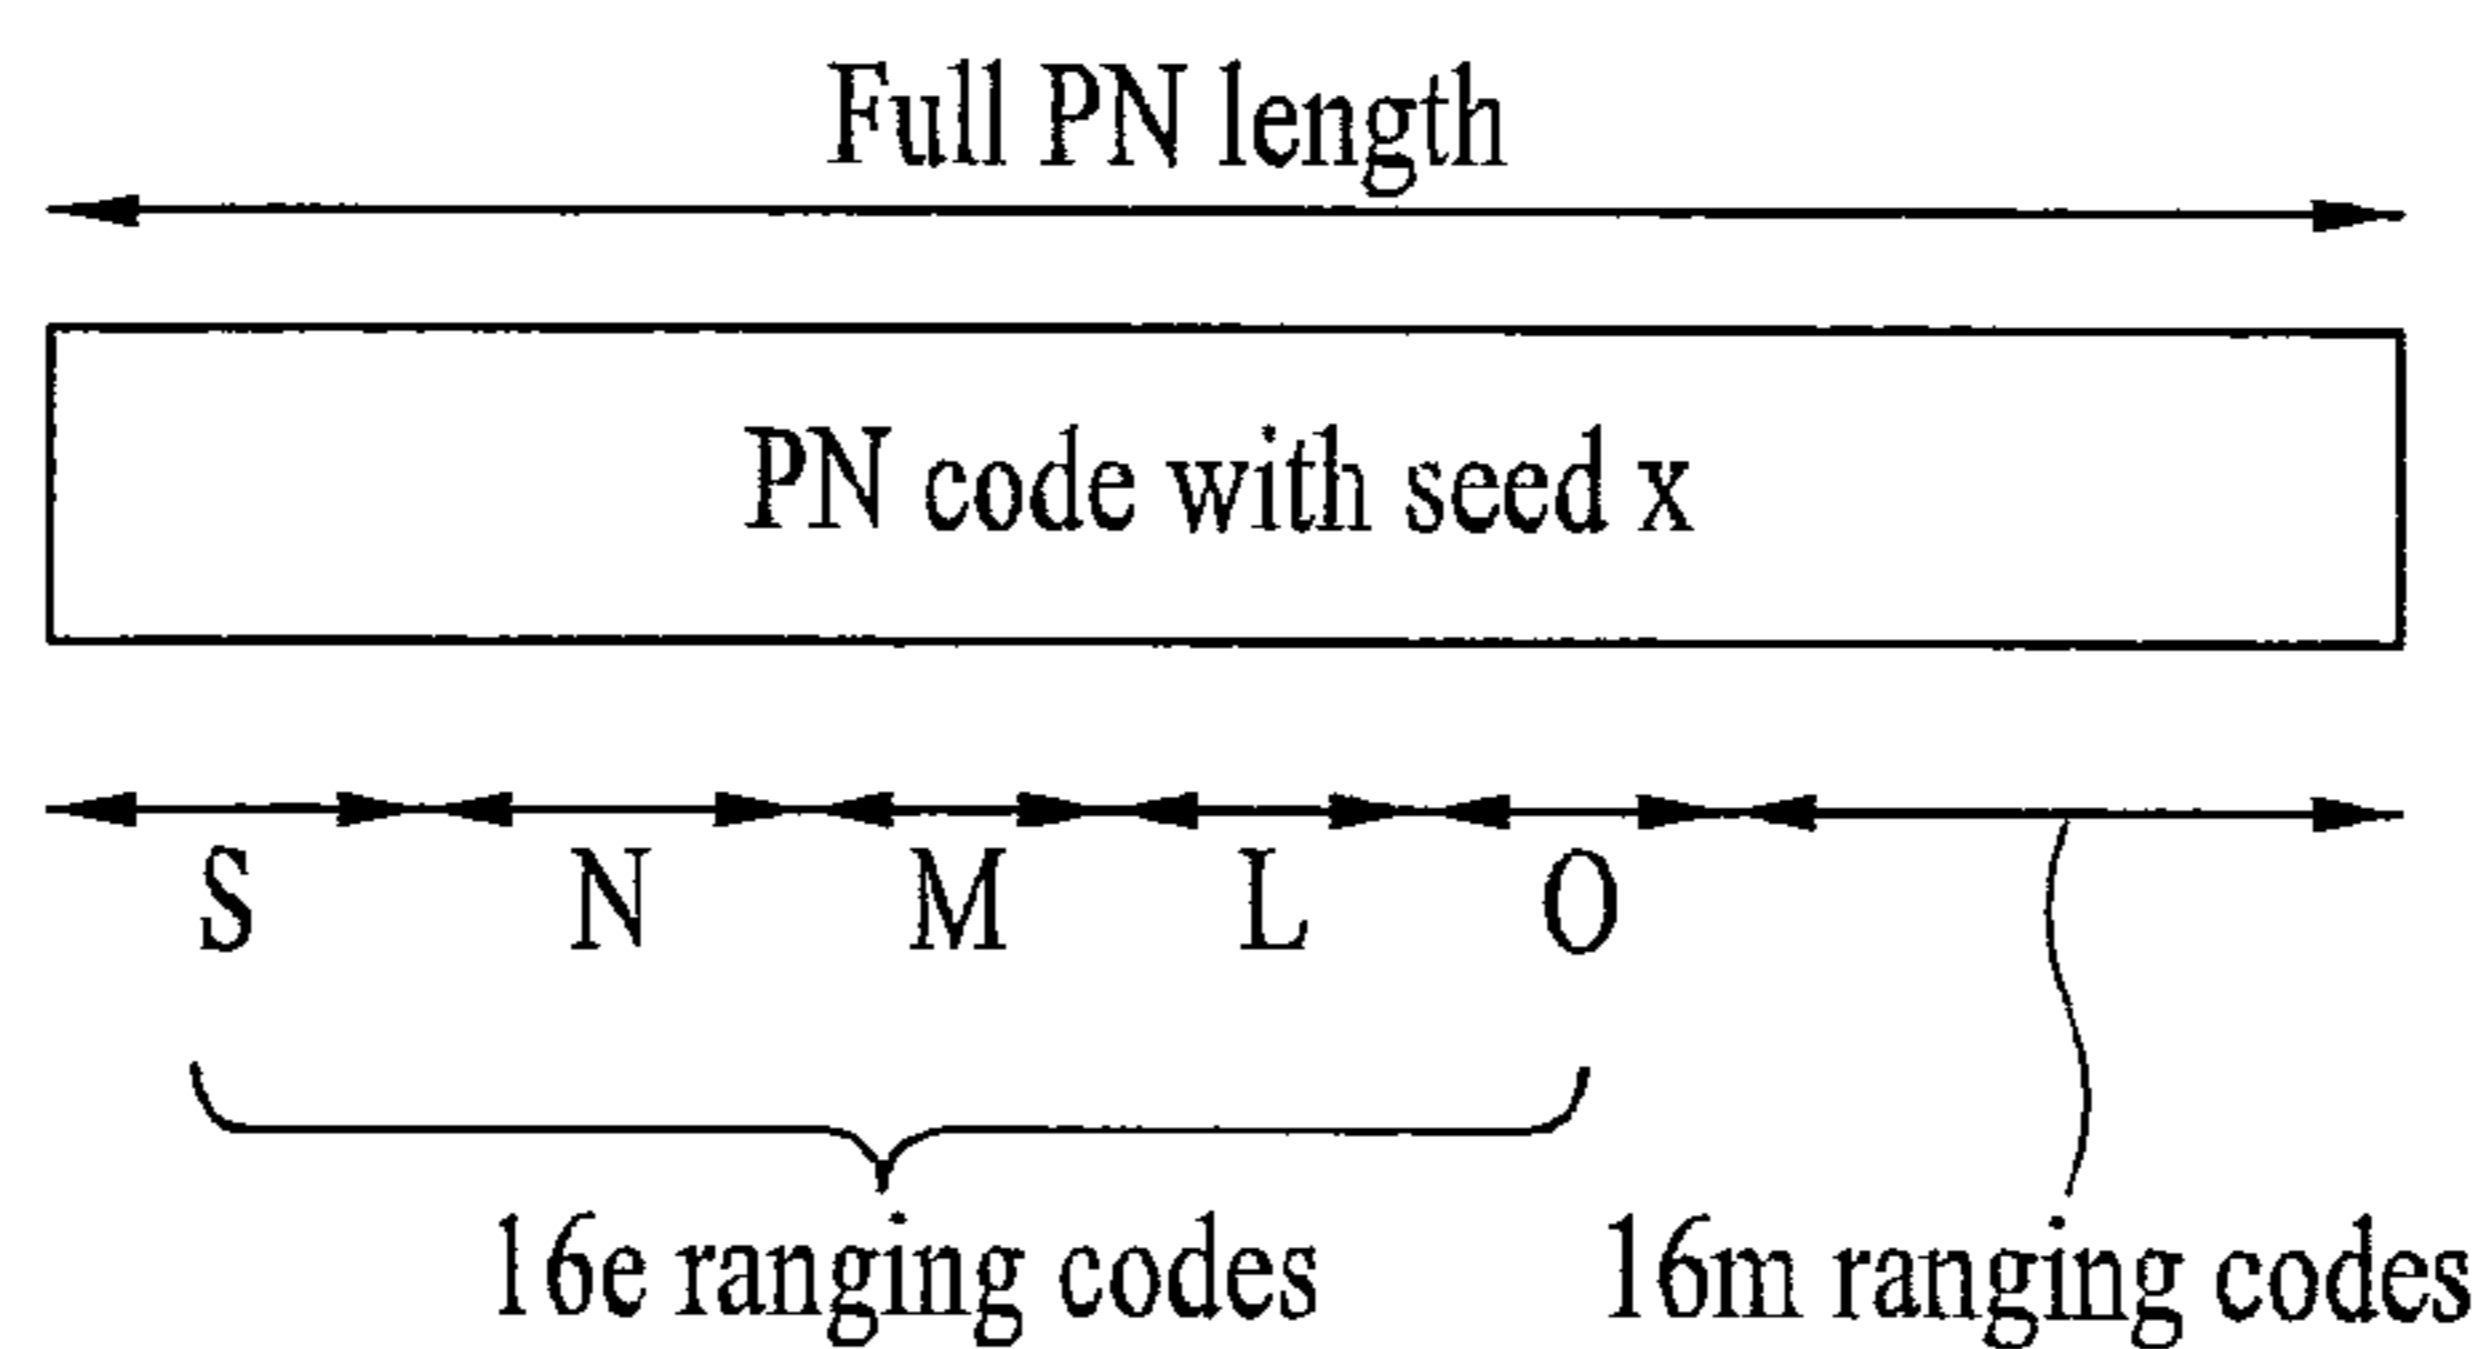 Full PN length
PN code with seed x
S N M L O
16e ranging codes 16m ranging codes